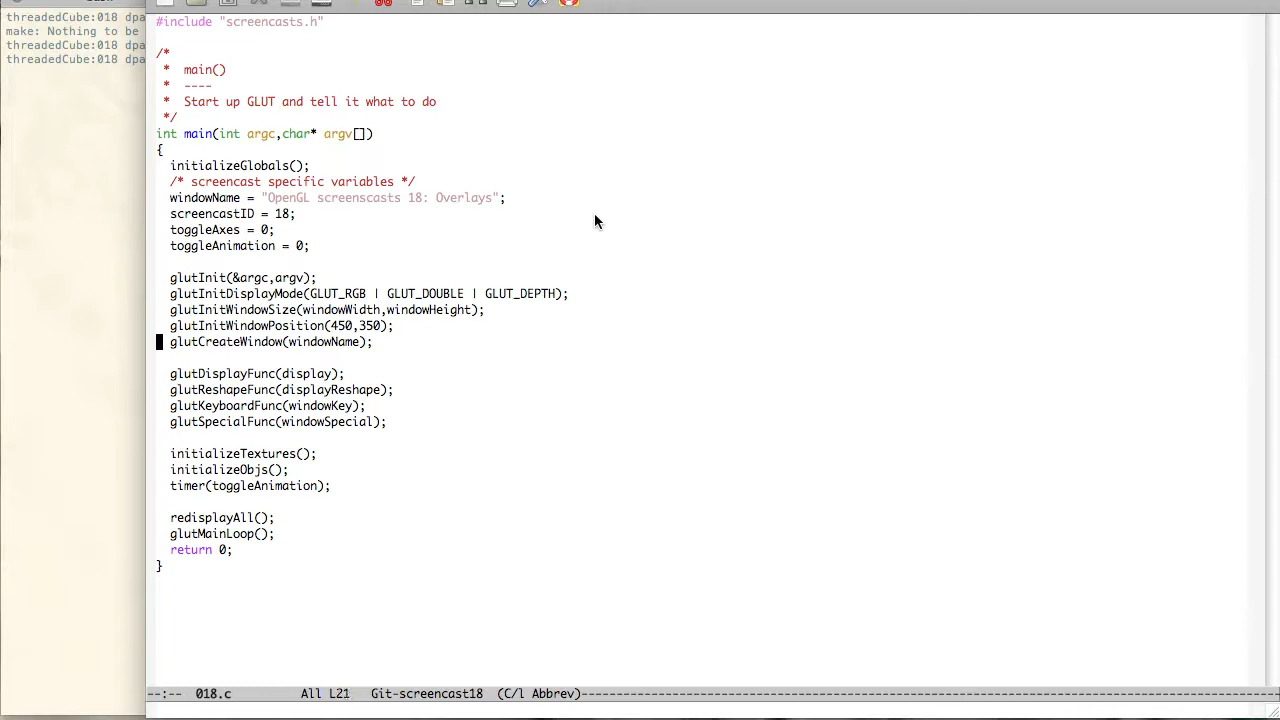 threadedCube:018 dpa
make: Nothing to be
threadedCube:018 dpa
threadedCube:018 dpa
#include "screencasts.h"
/*
 *  main()
 *  ----
 *  Start up GLUT and tell it what to do
 */
int main(int argc,char* argv[])
{
  initializeGlobals();
  /* screencast specific variables */
  windowName = "OpenGL screenscasts 18: Overlays";
  screencastID = 18;
  toggleAxes = 0;
  toggleAnimation = 0;
  glutInit(&argc,argv);
  glutInitDisplayMode(GLUT_RGB | GLUT_DOUBLE | GLUT_DEPTH);
  glutInitWindowSize(windowWidth,windowHeight);
  glutInitWindowPosition(450,350);
  glutCreateWindow(windowName);
  glutDisplayFunc(display);
  glutReshapeFunc(displayReshape);
  glutKeyboardFunc(windowKey);
  glutSpecialFunc(windowSpecial);
  initializeTextures();
  initializeObjs();
  timer(toggleAnimation);
  redisplayAll();
  glutMainLoop();
  return 0;
}
--:--  018.c          All L21   Git-screencast18  (C/l Abbrev)--------------------------------------------------